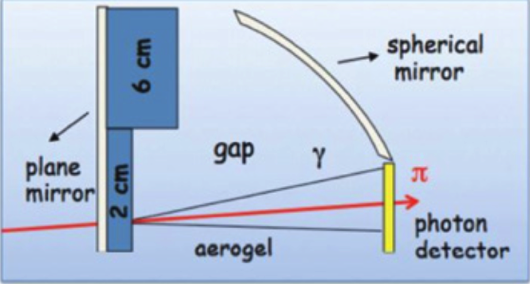 6 cm
spherical
mirror
gap
γ
plane
mirror
2 cm
π
photon
detector
aerogel